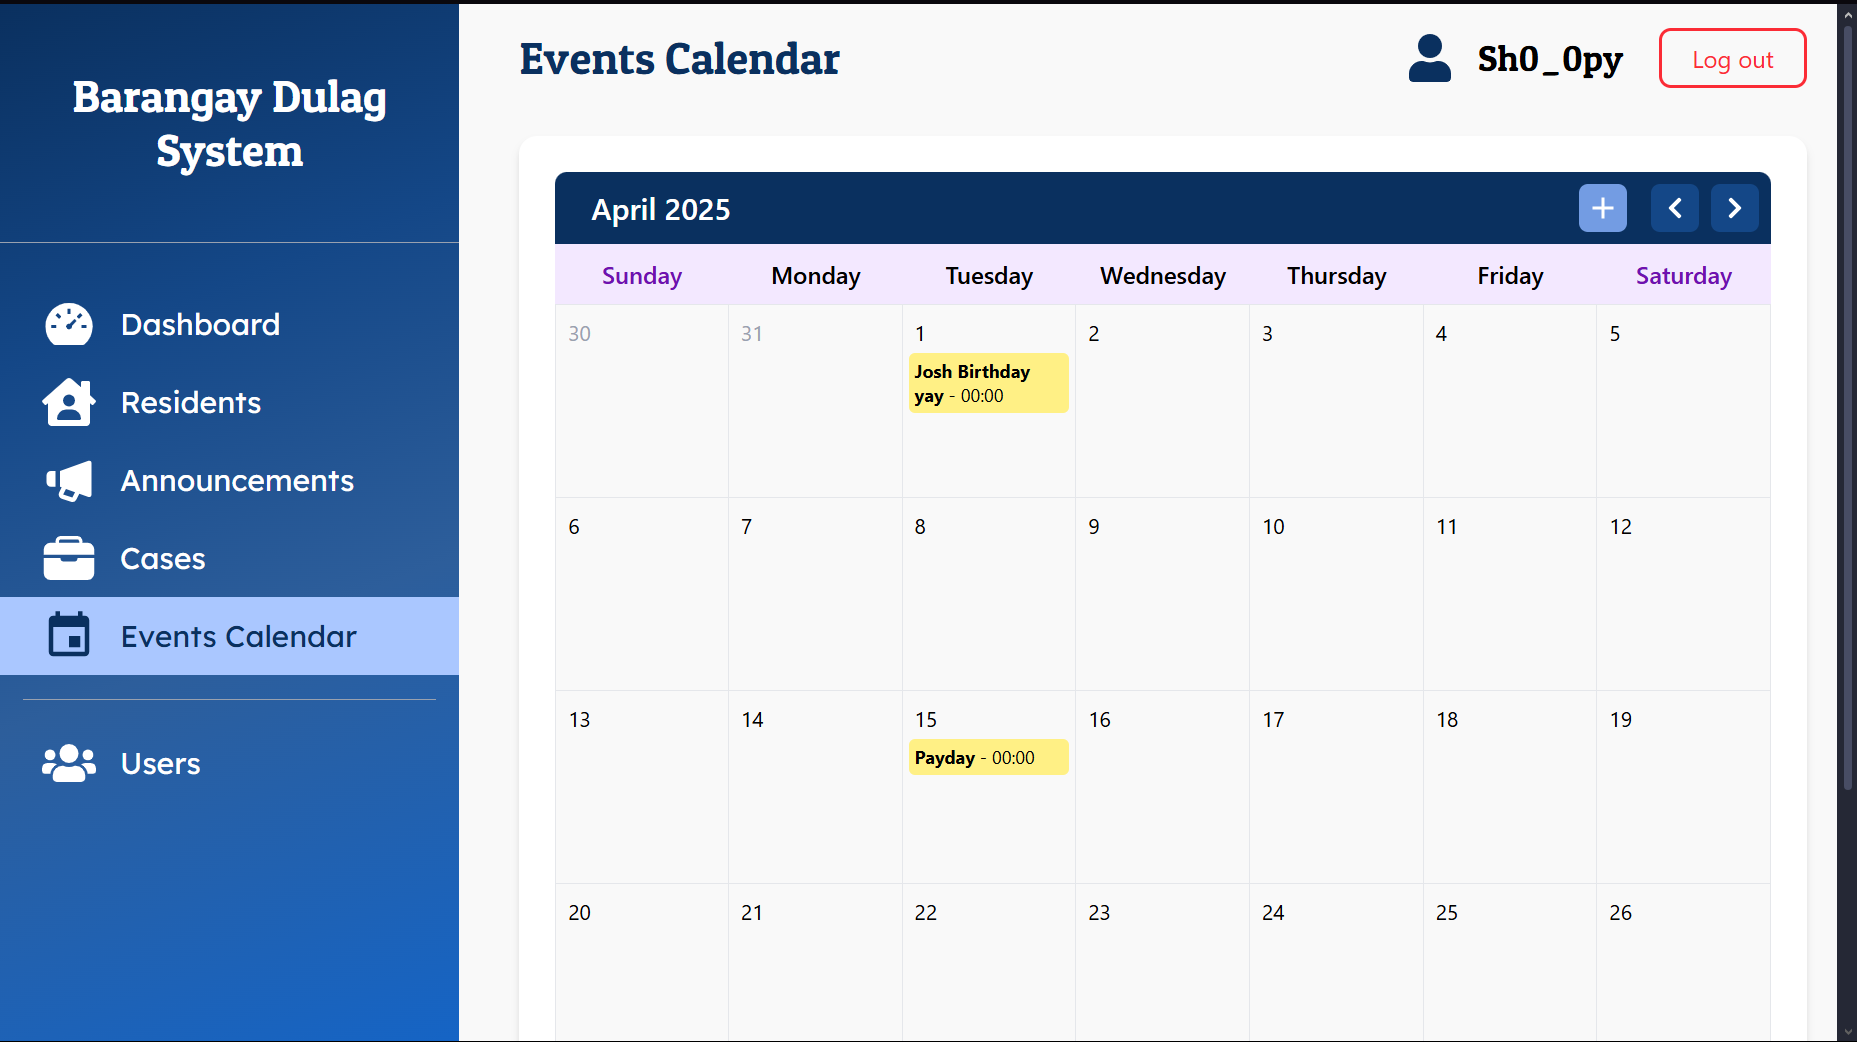 Barangay Dulag
System
Dashboard
Residents
Announcements
Cases
Events Calendar
Users
Events Calendar
Sh0_0py
Log out
April 2025
Sunday Monday Tuesday Wednesday Thursday Friday Saturday
30 31 1 2 3 4 5
Josh Birthday
yay - 00:00
6 7 8 9 10 11 12
13 14 15 16 17 18 19
Payday - 00:00
20 21 22 23 24 25 26